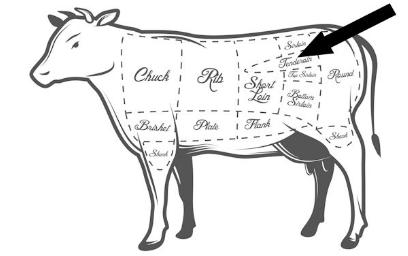 Sirloin
Tenderloin
Top Sirloin
Chuck
Rib
Short
Loin
Round
Bottom
Sirloin
Brisket
Plate
Flank
Shank
Shank